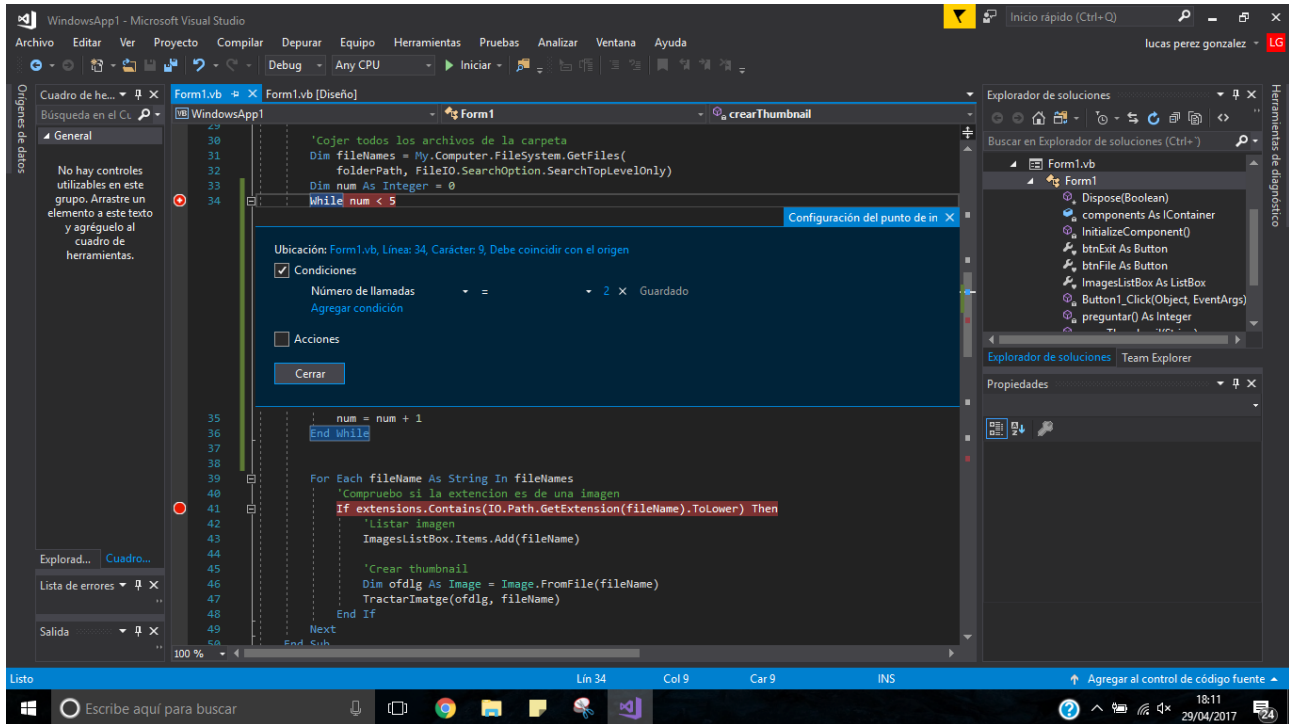 WindowsApp1 - Microsoft Visual Studio
Inicio rápido (Ctrl+Q)
Archivo Editar Ver Proyecto Compilar Depurar Equipo Herramientas Pruebas Analizar Ventana Ayuda
lucas perez gonzalez LG
Debug Any CPU Iniciar
Orígenes de datos
Cuadro de he...
Búsqueda en el Cu
General
No hay controles
utilizables en este
grupo. Arrastre un
elemento a este texto
y agréguelo al
cuadro de
herramientas.
Explorad... Cuadro...
Lista de errores
Salida
Form1.vb Form1.vb [Diseño]
VB WindowsApp1 Form1 crearThumbnail
29
30 'Cojer todos los archivos de la carpeta
31 Dim fileNames = My.Computer.FileSystem.GetFiles(
32 folderPath, FileIO.SearchOption.SearchTopLevelOnly)
33 Dim num As Integer = 0
34 While num < 5
Configuración del punto de in
Ubicación: Form1.vb, Línea: 34, Carácter: 9, Debe coincidir con el origen
Condiciones
Número de llamadas = 2 Guardado
Agregar condición
Acciones
Cerrar
35 num = num + 1
36 End While
37
38
39 For Each fileName As String In fileNames
40 'Compruebo si la extencion es de una imagen
41 If extensions.Contains(IO.Path.GetExtension(fileName).ToLower) Then
42 'Listar imagen
43 ImagesListBox.Items.Add(fileName)
44
45 'Crear thumbnail
46 Dim ofdlg As Image = Image.FromFile(fileName)
47 TractarImatge(ofdlg, fileName)
48 End If
49 Next
50 End Sub
100 %
Explorador de soluciones
Buscar en Explorador de soluciones (Ctrl+')
Form1.vb
Form1
Dispose(Boolean)
components As IContainer
InitializeComponent()
btnExit As Button
btnFile As Button
ImagesListBox As ListBox
Button1_Click(Object, EventArgs)
preguntar() As Integer
Explorador de soluciones Team Explorer
Propiedades
Herramientas de diagnóstico
Listo Lín 34 Col 9 Car 9 INS Agregar al control de código fuente
Escribe aquí para buscar
18:11
29/04/2017
24